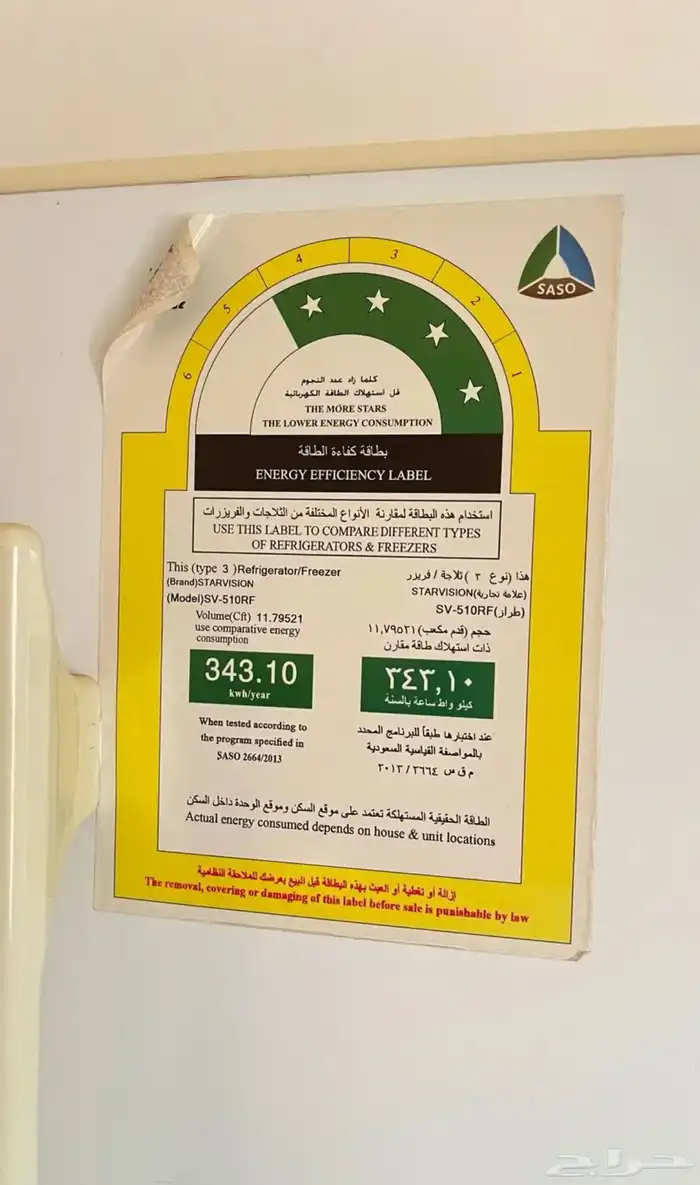 SASO
6 5 4 3 2 1
كلما زاد عدد النجوم
قل استهلاك الطاقة الكهربائية
THE MORE STARS
THE LOWER ENERGY CONSUMPTION
بطاقة كفاءة الطاقة
ENERGY EFFICIENCY LABEL
استخدام هذه البطاقة لمقارنة الأنواع المختلفة من الثلاجات والفريزرات
USE THIS LABEL TO COMPARE DIFFERENT TYPES
OF REFRIGERATORS & FREEZERS
This (type 3 )Refrigerator/Freezer
(Brand)STARVISION
(Model)SV-510RF
Volume(Cft) 11.79521
use comparative energy
consumption
343.10
kwh/year
When tested according to
the program specified in
SASO 2664/2013
هذا (نوع ٣ ) ثلاجة / فريزر
(علامة تجارية)STARVISION
(طراز)SV-510RF
حجم (قدم مكعب) ١١,٧٩٥٢١
ذات استهلاك طاقة مقارن
٣٤٣,١٠
كيلو واط ساعة بالسنة
عند اختبارها طبقاً للبرنامج المحدد
بالمواصفة القياسية السعودية
م ق س ٢٦٦٤ / ٢٠١٣
الطاقة الحقيقية المستهلكة تعتمد على موقع السكن وموقع الوحدة داخل السكن
Actual energy consumed depends on house & unit locations
إزالة أو تغطية أو العبث بهذه البطاقة قبل البيع يعرضك للملاحقة النظامية
The removal, covering or damaging of this label before sale is punishable by law
حراج